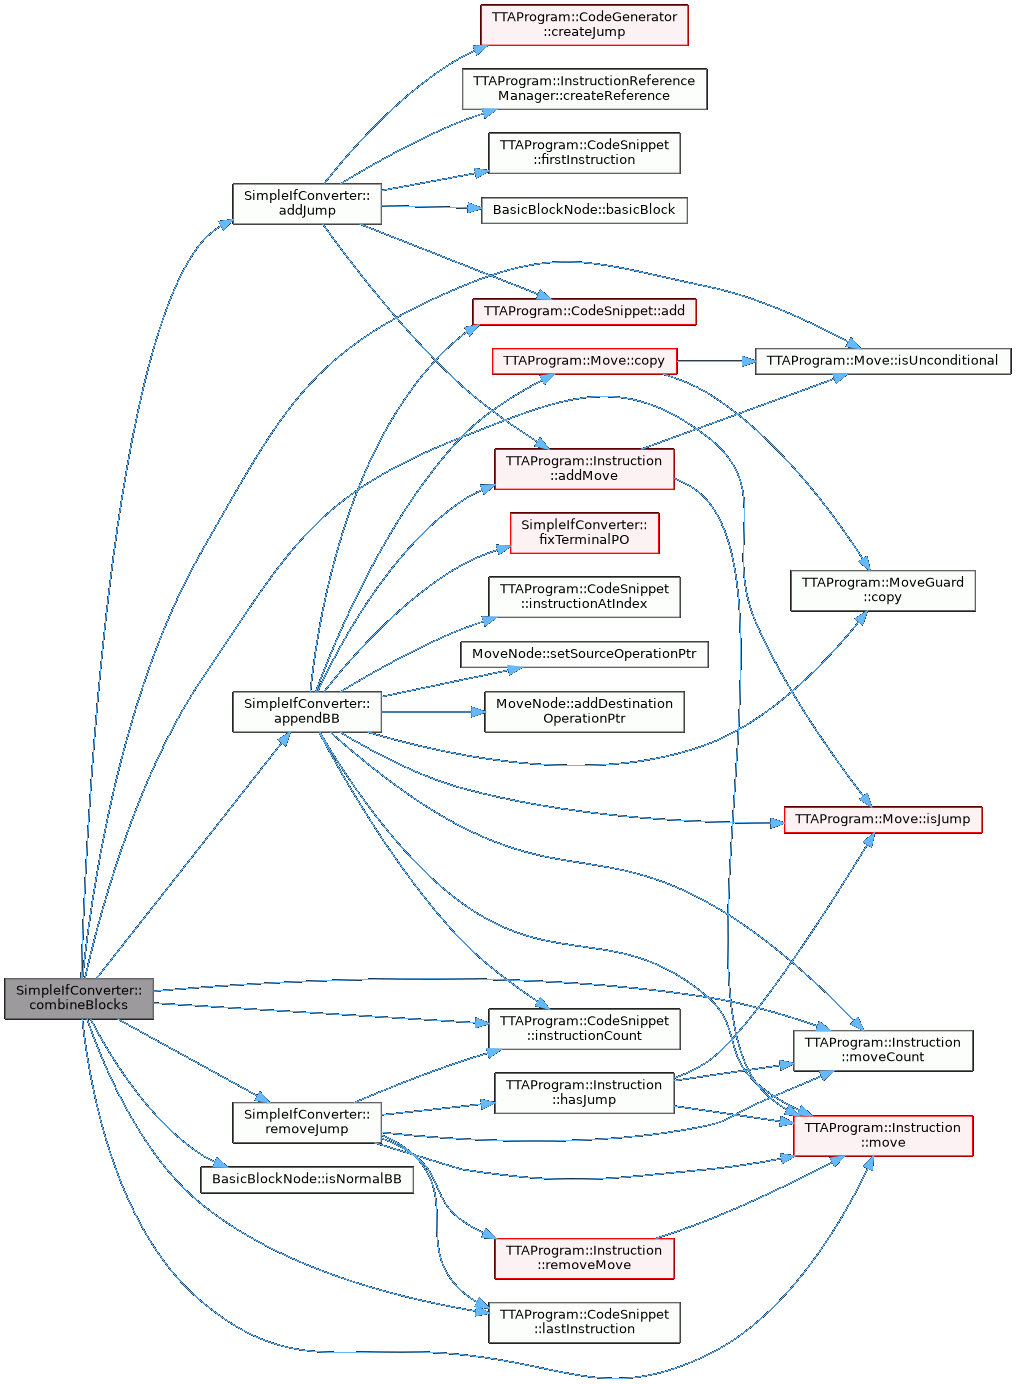 TTAProgram::CodeGenerator
::createJump
TTAProgram::InstructionReference
Manager::createReference
TTAProgram::CodeSnippet
::firstInstruction
SimpleIfConverter::
addJump
BasicBlockNode::basicBlock
TTAProgram::CodeSnippet::add
TTAProgram::Move::copy
TTAProgram::Move::isUnconditional
TTAProgram::Instruction
::addMove
SimpleIfConverter::
fixTerminalPO
TTAProgram::CodeSnippet
::instructionAtIndex
TTAProgram::MoveGuard
::copy
MoveNode::setSourceOperationPtr
SimpleIfConverter::
appendBB
MoveNode::addDestination
OperationPtr
TTAProgram::Move::isJump
SimpleIfConverter::
combineBlocks
TTAProgram::CodeSnippet
::instructionCount
TTAProgram::Instruction
::moveCount
TTAProgram::Instruction
::hasJump
SimpleIfConverter::
removeJump
TTAProgram::Instruction
::move
BasicBlockNode::isNormalBB
TTAProgram::Instruction
::removeMove
TTAProgram::CodeSnippet
::lastInstruction